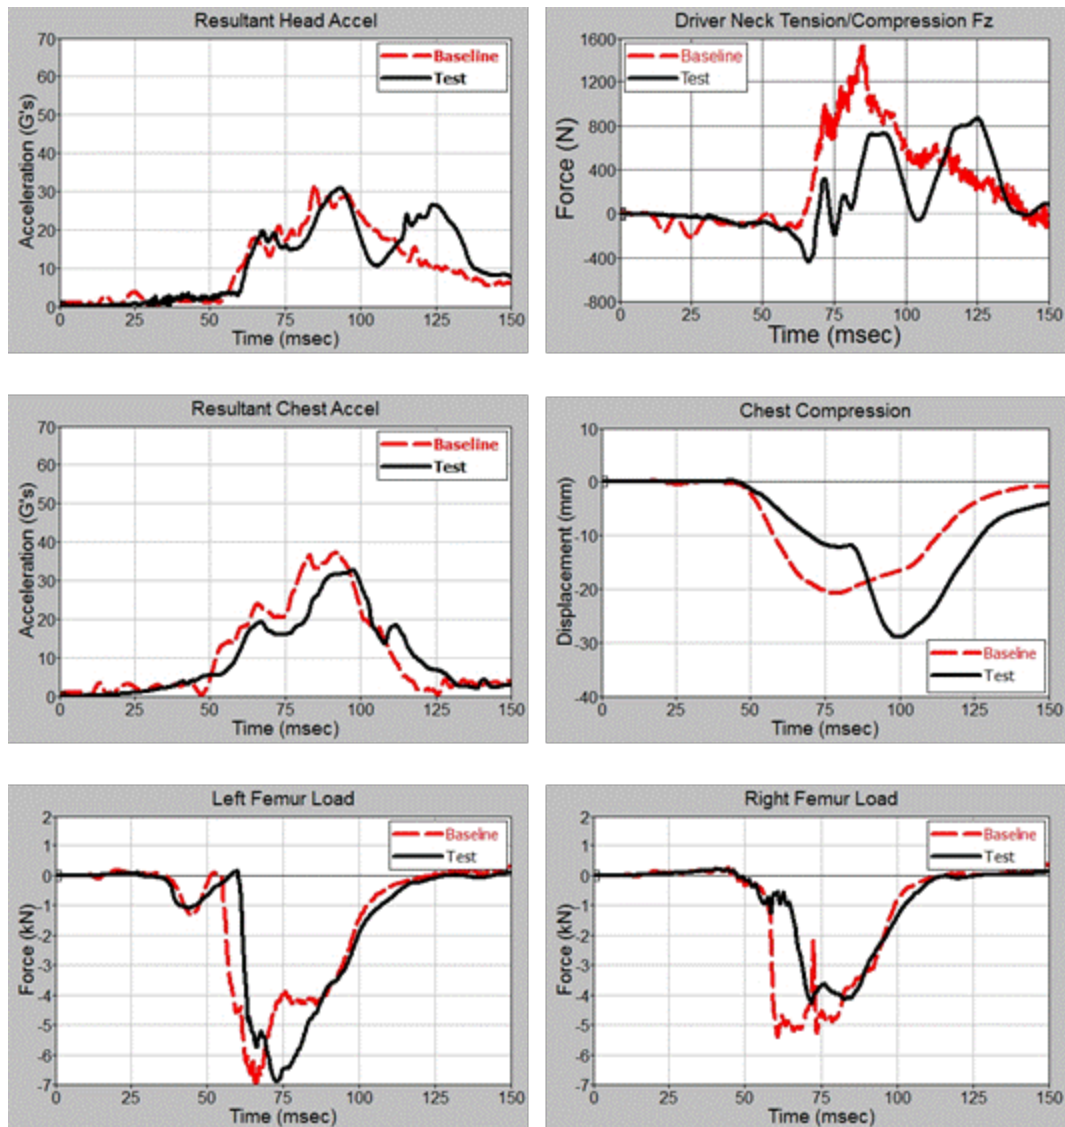 Resultant Head Accel
Acceleration (G's)
70
60
50
40
30
20
10
0
Baseline
Test
0 25 50 75 100 125 150
Time (msec)
Driver Neck Tension/Compression Fz
Force (N)
1600
1200
800
400
0
-400
-800
Baseline
Test
0 25 50 75 100 125 150
Time (msec)
Resultant Chest Accel
Acceleration (G's)
70
60
50
40
30
20
10
0
Baseline
Test
0 25 50 75 100 125 150
Time (msec)
Chest Compression
Displacement (mm)
10
0
-10
-20
-30
-40
Baseline
Test
0 25 50 75 100 125 150
Time (msec)
Left Femur Load
Force (kN)
2
1
0
-1
-2
-3
-4
-5
-6
-7
Baseline
Test
0 25 50 75 100 125 150
Time (msec)
Right Femur Load
Force (kN)
2
1
0
-1
-2
-3
-4
-5
-6
-7
Baseline
Test
0 25 50 75 100 125 150
Time (msec)